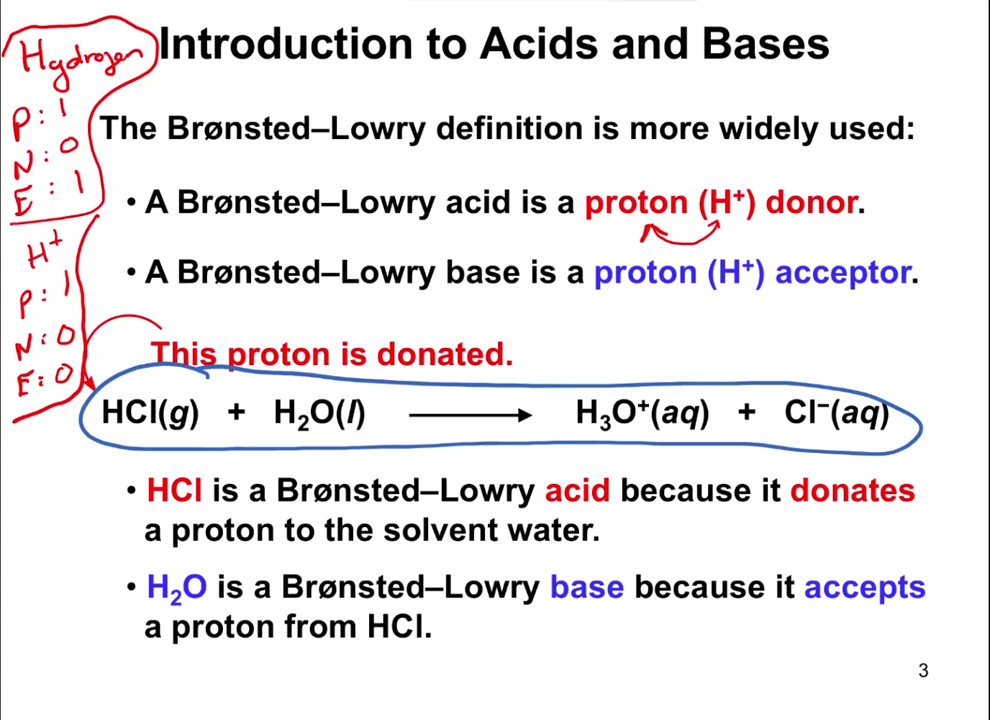 Introduction to Acids and Bases
Hydrogen
P: 1
N: 0
E: 1
H⁺
P: 1
N: 0
E: 0
The Brønsted–Lowry definition is more widely used:
• A Brønsted–Lowry acid is a proton (H⁺) donor.
• A Brønsted–Lowry base is a proton (H⁺) acceptor.
This proton is donated.
HCl(g) + H₂O(l) → H₃O⁺(aq) + Cl⁻(aq)
• HCl is a Brønsted–Lowry acid because it donates
a proton to the solvent water.
• H₂O is a Brønsted–Lowry base because it accepts
a proton from HCl.
3